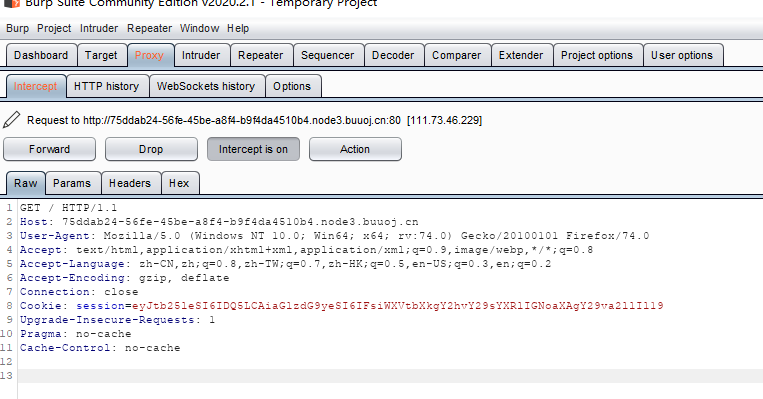 Burp Suite Community Edition v2020.2.1 - Temporary Project
Burp Project Intruder Repeater Window Help
Dashboard Target Proxy Intruder Repeater Sequencer Decoder Comparer Extender Project options User options
Intercept HTTP history WebSockets history Options
Request to http://75ddab24-56fe-45be-a8f4-b9f4da4510b4.node3.buuoj.cn:80 [111.73.46.229]
Forward Drop Intercept is on Action
Raw Params Headers Hex
1 GET / HTTP/1.1
2 Host: 75ddab24-56fe-45be-a8f4-b9f4da4510b4.node3.buuoj.cn
3 User-Agent: Mozilla/5.0 (Windows NT 10.0; Win64; x64; rv:74.0) Gecko/20100101 Firefox/74.0
4 Accept: text/html,application/xhtml+xml,application/xml;q=0.9,image/webp,*/*;q=0.8
5 Accept-Language: zh-CN,zh;q=0.8,zh-TW;q=0.7,zh-HK;q=0.5,en-US;q=0.3,en;q=0.2
6 Accept-Encoding: gzip, deflate
7 Connection: close
8 Cookie: session=eyJtb25leSI6IDQ5LCAiaGlzdG9yeSI6IFsiWXVtbXkgY2hvY29sYXRlIGNoaXAgY29va2llIl19
9 Upgrade-Insecure-Requests: 1
10 Pragma: no-cache
11 Cache-Control: no-cache
12
13